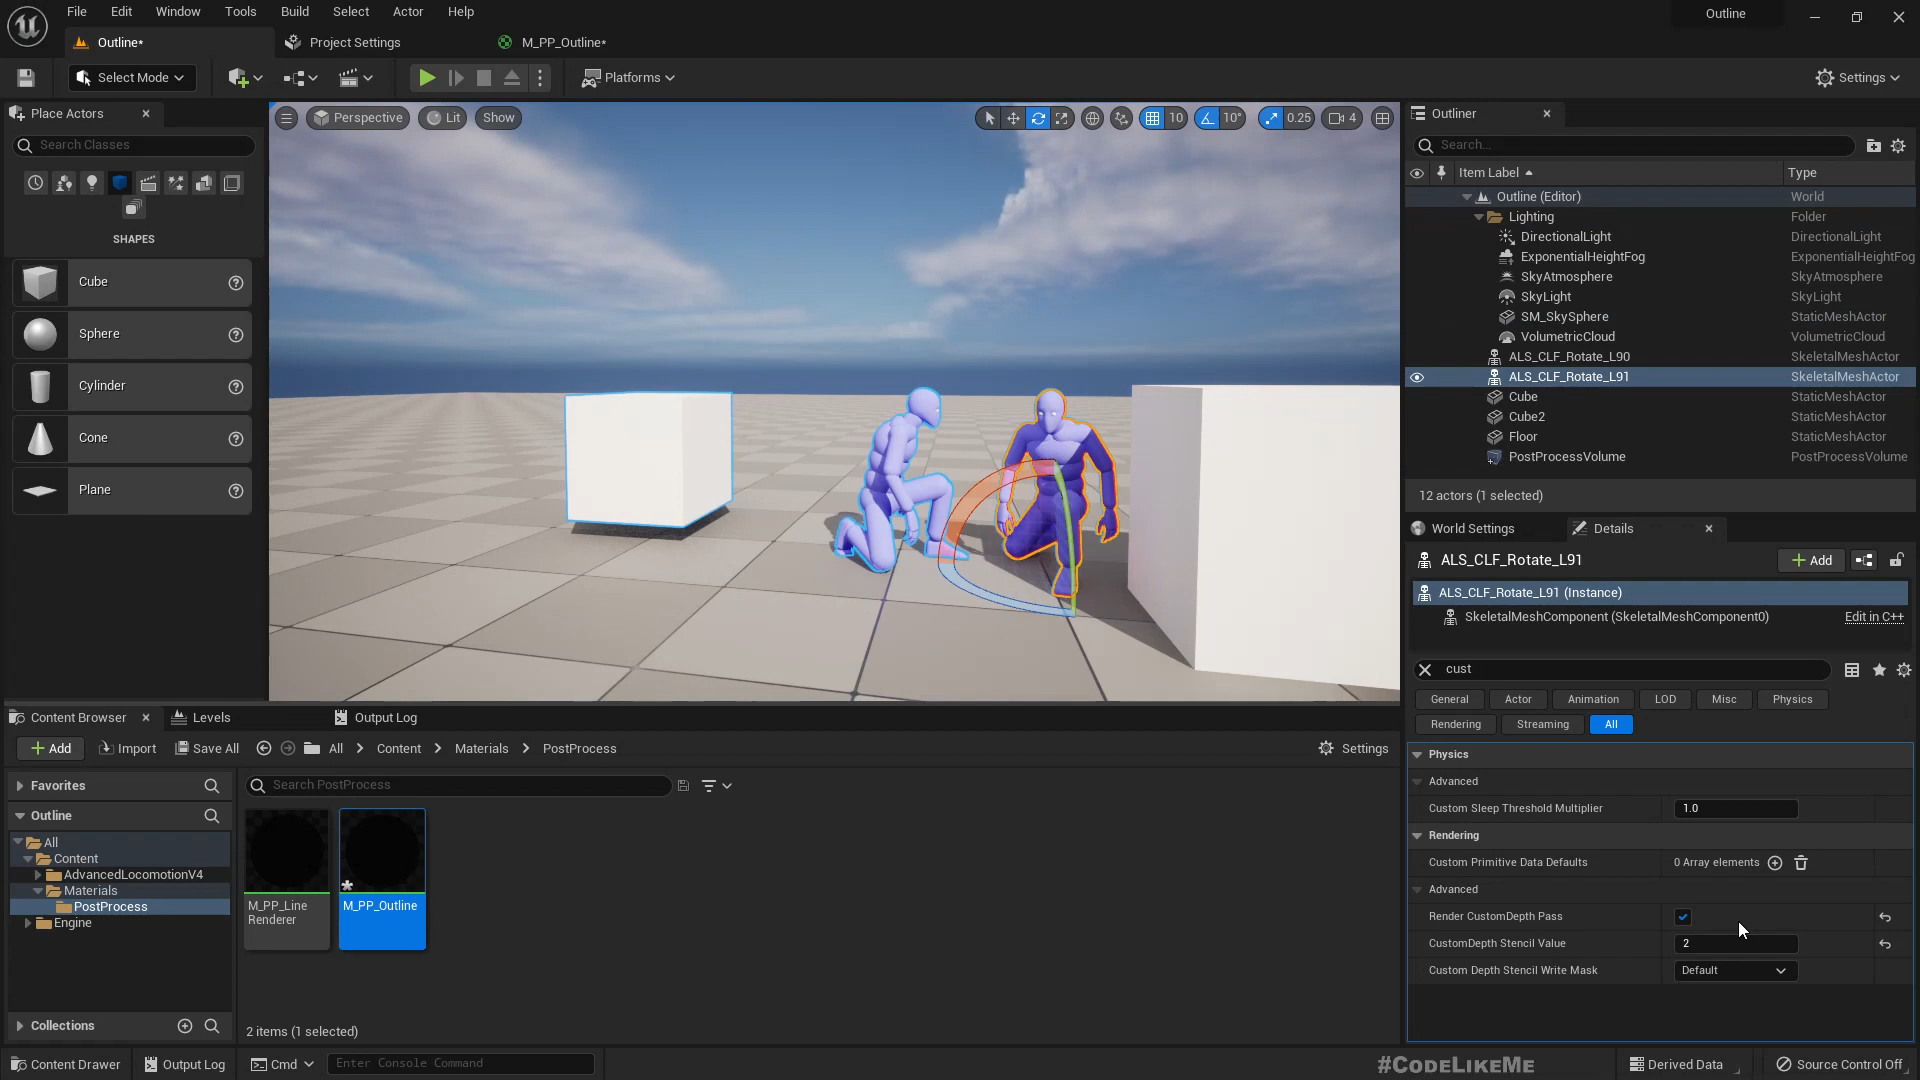 File Edit Window Tools Build Select Actor Help
Outline
Outline* Project Settings M_PP_Outline*
Select Mode Platforms Settings
Place Actors
Search Classes
SHAPES
Cube
Sphere
Cylinder
Cone
Plane
Perspective Lit Show 10 10° 0.25 4
Outliner
Search...
Item Label Type
Outline (Editor) World
Lighting Folder
DirectionalLight DirectionalLight
ExponentialHeightFog ExponentialHeightFog
SkyAtmosphere SkyAtmosphere
SkyLight SkyLight
SM_SkySphere StaticMeshActor
VolumetricCloud VolumetricCloud
ALS_CLF_Rotate_L90 SkeletalMeshActor
ALS_CLF_Rotate_L91 SkeletalMeshActor
Cube StaticMeshActor
Cube2 StaticMeshActor
Floor StaticMeshActor
PostProcessVolume PostProcessVolume
12 actors (1 selected)
World Settings Details
ALS_CLF_Rotate_L91 Add
ALS_CLF_Rotate_L91 (Instance)
SkeletalMeshComponent (SkeletalMeshComponent0) Edit in C++
cust
General Actor Animation LOD Misc Physics
Rendering Streaming All
Physics
Advanced
Custom Sleep Threshold Multiplier 1.0
Rendering
Custom Primitive Data Defaults 0 Array elements
Advanced
Render CustomDepth Pass
CustomDepth Stencil Value 2
Custom Depth Stencil Write Mask Default
Content Browser Levels Output Log
Add Import Save All All Content Materials PostProcess Settings
Favorites
Outline
All
Content
AdvancedLocomotionV4
Materials
PostProcess
Engine
Collections
Search PostProcess
M_PP_Line
Renderer
M_PP_Outline
2 items (1 selected)
Content Drawer Output Log Cmd Enter Console Command
#CodeLikeMe
Derived Data Source Control Off